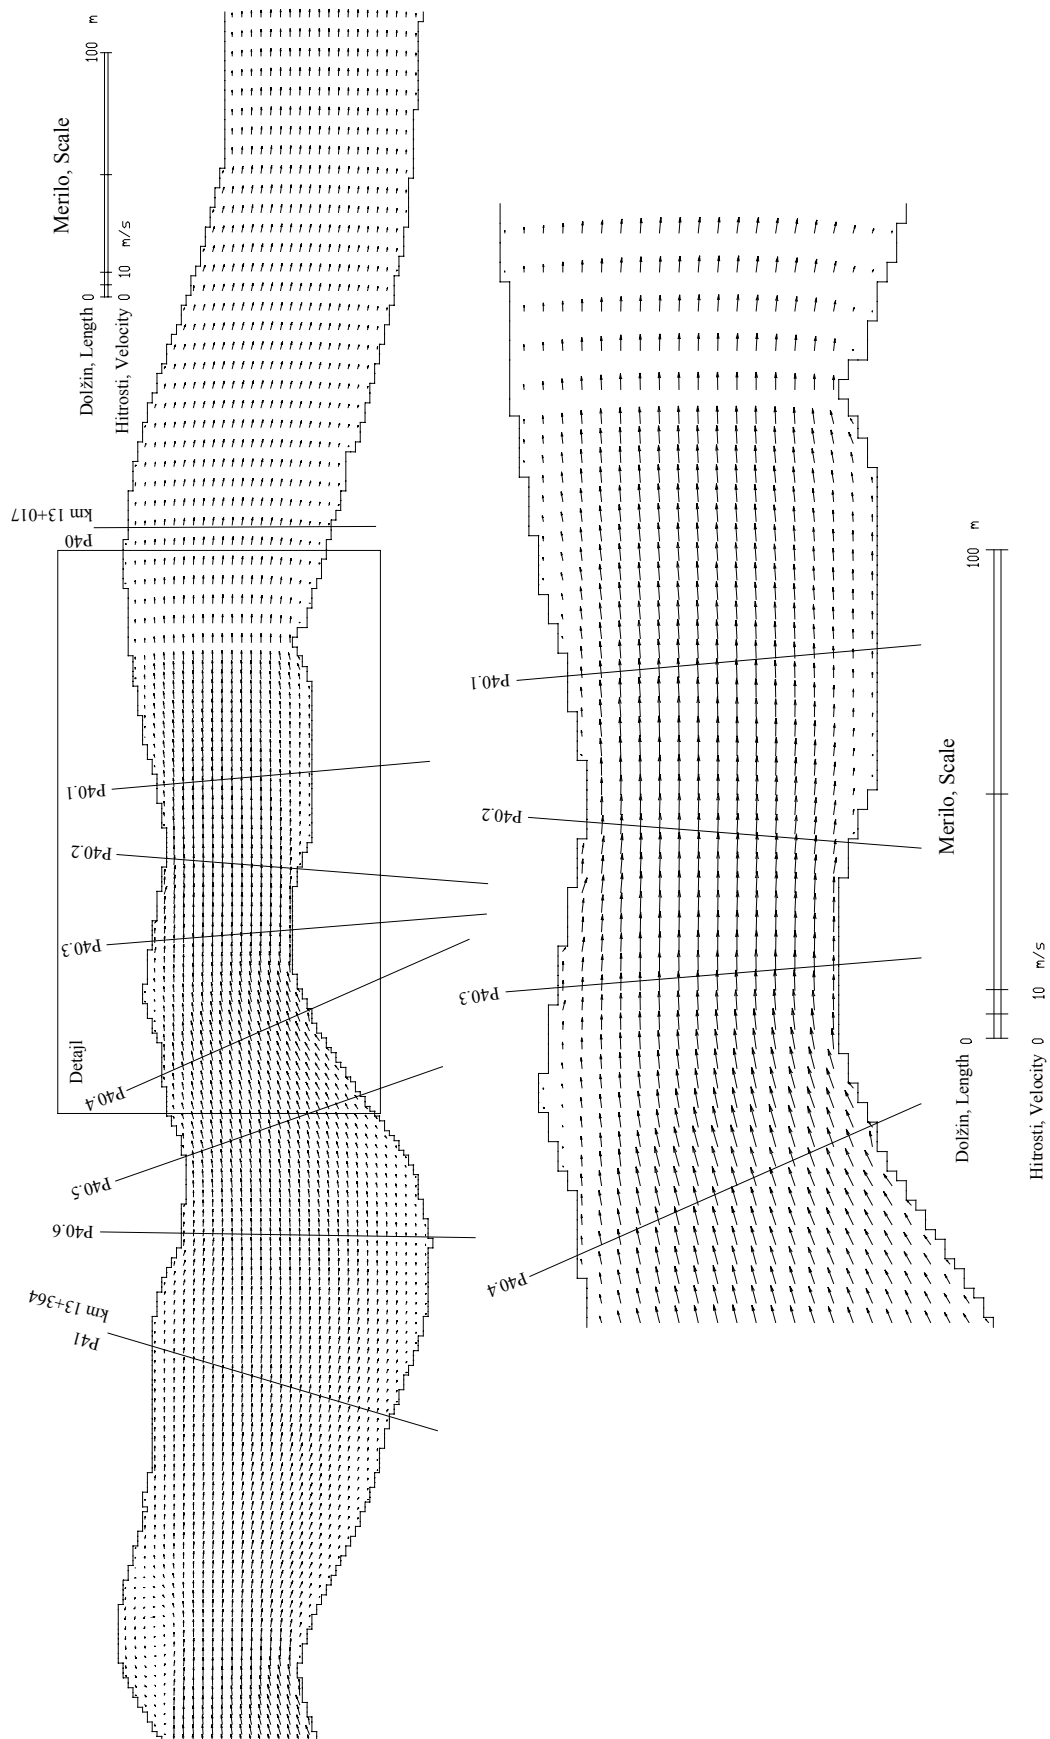 Merilo, Scale
Dolžin, Length 0
100 m
Hitrosti, Velocity 0 10 m/s
km 13+017
P40
P40.1
P40.2
P40.3
Detajl
P40.4
P40.5
P40.6
km 13+364
P41
P40.1
P40.2
P40.3
P40.4
Merilo, Scale
Dolžin, Length 0
100 m
Hitrosti, Velocity 0 10 m/s